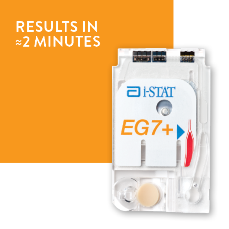 RESULTS IN
≈2 MINUTES
i-STAT
EG7+